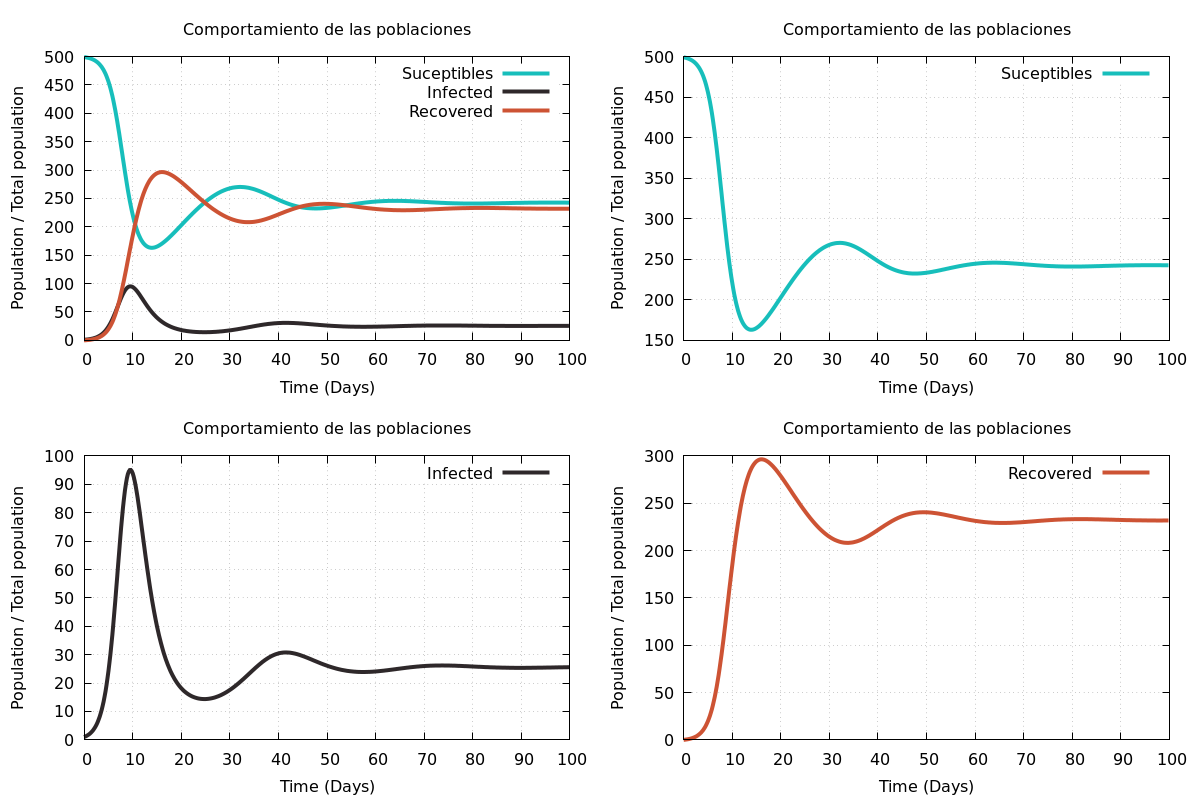 Comportamiento de las poblaciones
Population / Total population
500
450
400
350
300
250
200
150
100
50
0
Suceptibles
Infected
Recovered
0 10 20 30 40 50 60 70 80 90 100
Time (Days)
Comportamiento de las poblaciones
Population / Total population
500
450
400
350
300
250
200
150
Suceptibles
0 10 20 30 40 50 60 70 80 90 100
Time (Days)
Comportamiento de las poblaciones
Population / Total population
100
90
80
70
60
50
40
30
20
10
0
Infected
0 10 20 30 40 50 60 70 80 90 100
Time (Days)
Comportamiento de las poblaciones
Population / Total population
300
250
200
150
100
50
0
Recovered
0 10 20 30 40 50 60 70 80 90 100
Time (Days)